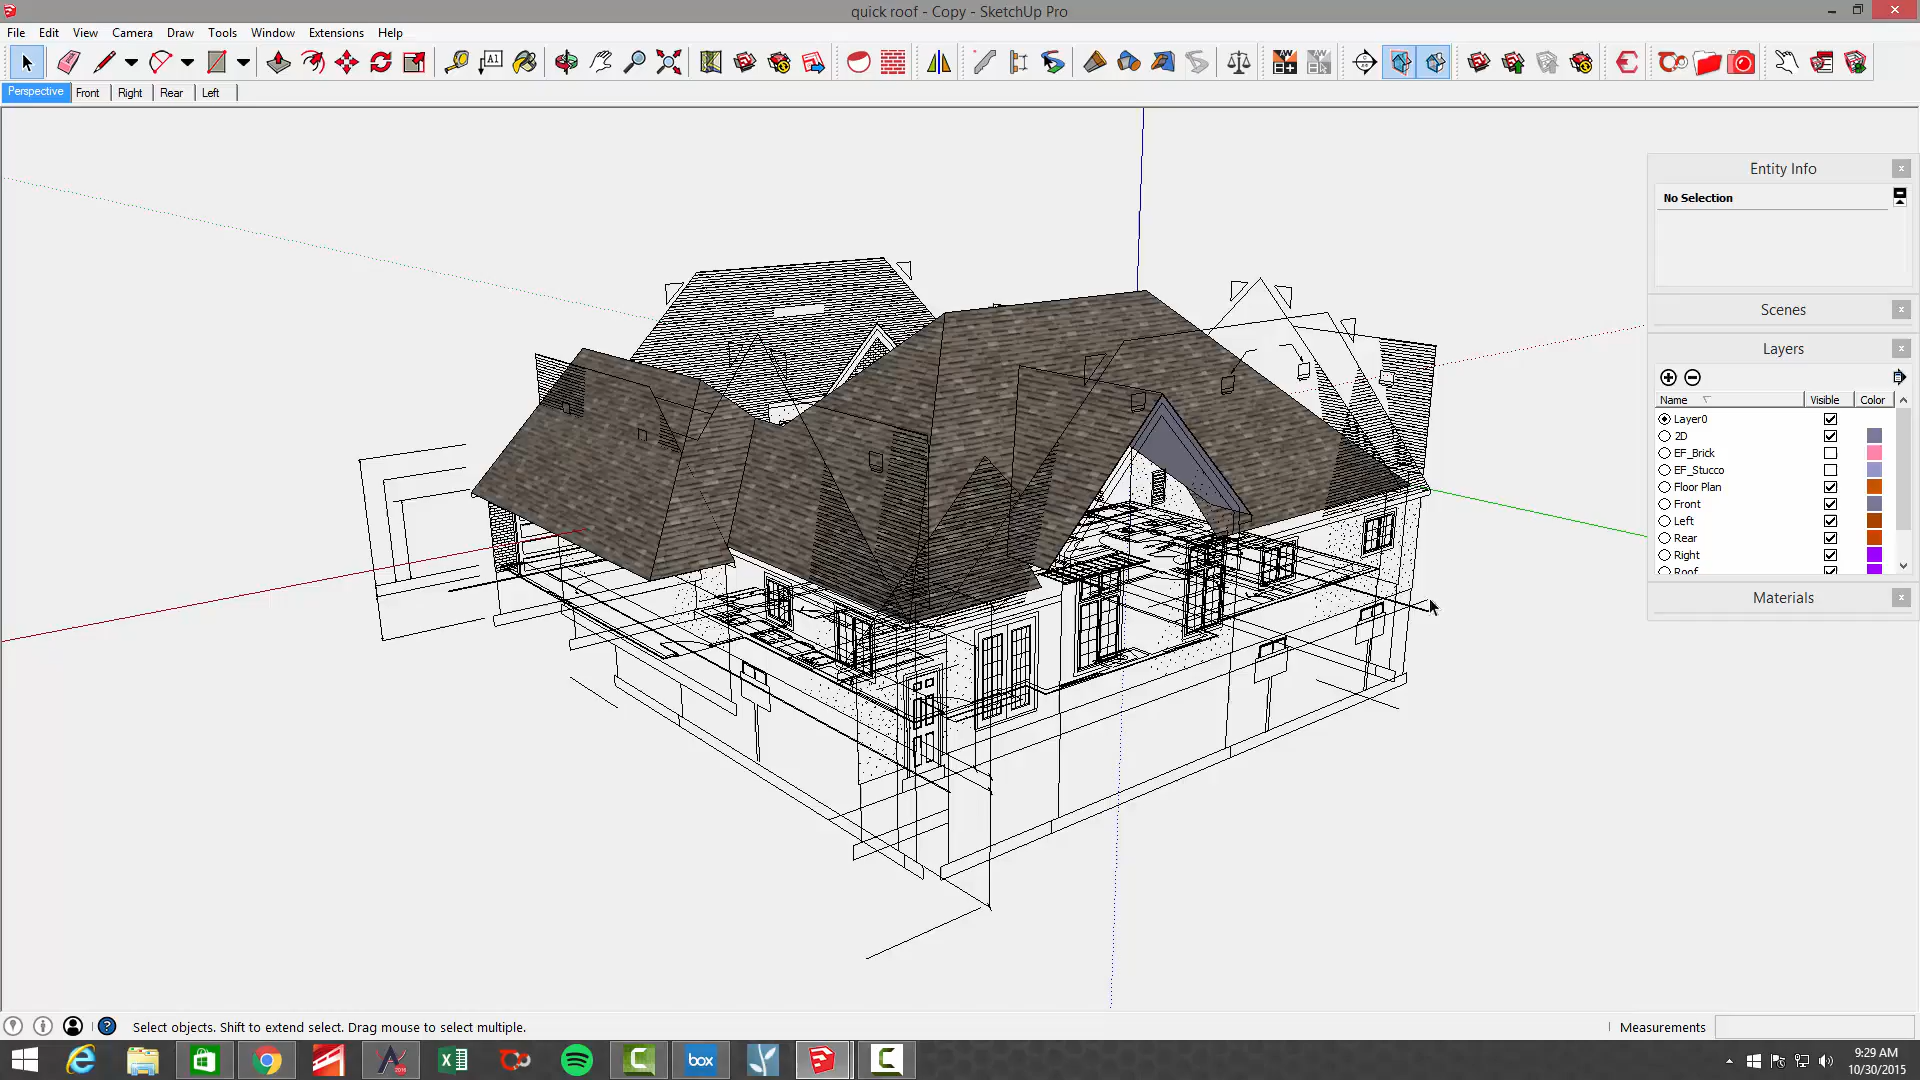 quick roof - Copy - SketchUp Pro
File Edit View Camera Draw Tools Window Extensions Help
A1
Perspective Front Right Rear Left
Entity Info
No Selection
Scenes
Layers
Name Visible Color
Layer0
2D
EF_Brick
EF_Stucco
Floor Plan
Front
Left
Rear
Right
Roof
Materials
Select objects. Shift to extend select. Drag mouse to select multiple.
Measurements
box
9:29 AM
10/30/2015